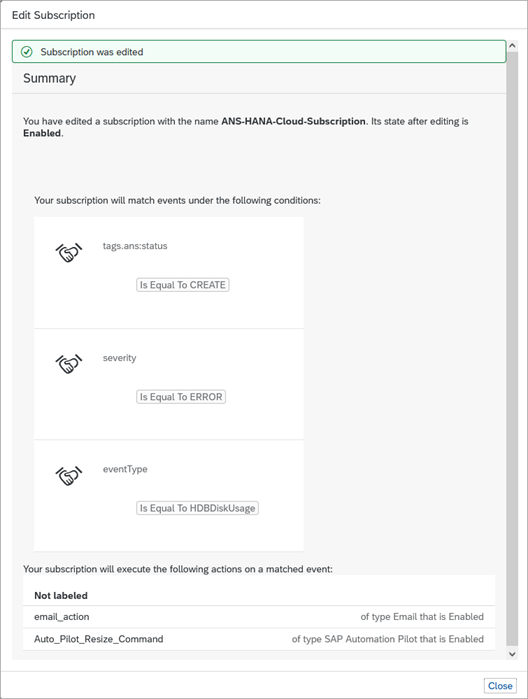 Edit Subscription
Subscription was edited
Summary
You have edited a subscription with the name ANS-HANA-Cloud-Subscription. Its state after editing is
Enabled.
Your subscription will match events under the following conditions:
tags.ans:status
Is Equal To CREATE
severity
Is Equal To ERROR
eventType
Is Equal To HDBDiskUsage
Your subscription will execute the following actions on a matched event:
Not labeled
email_action of type Email that is Enabled
Auto_Pilot_Resize_Command of type SAP Automation Pilot that is Enabled
Close